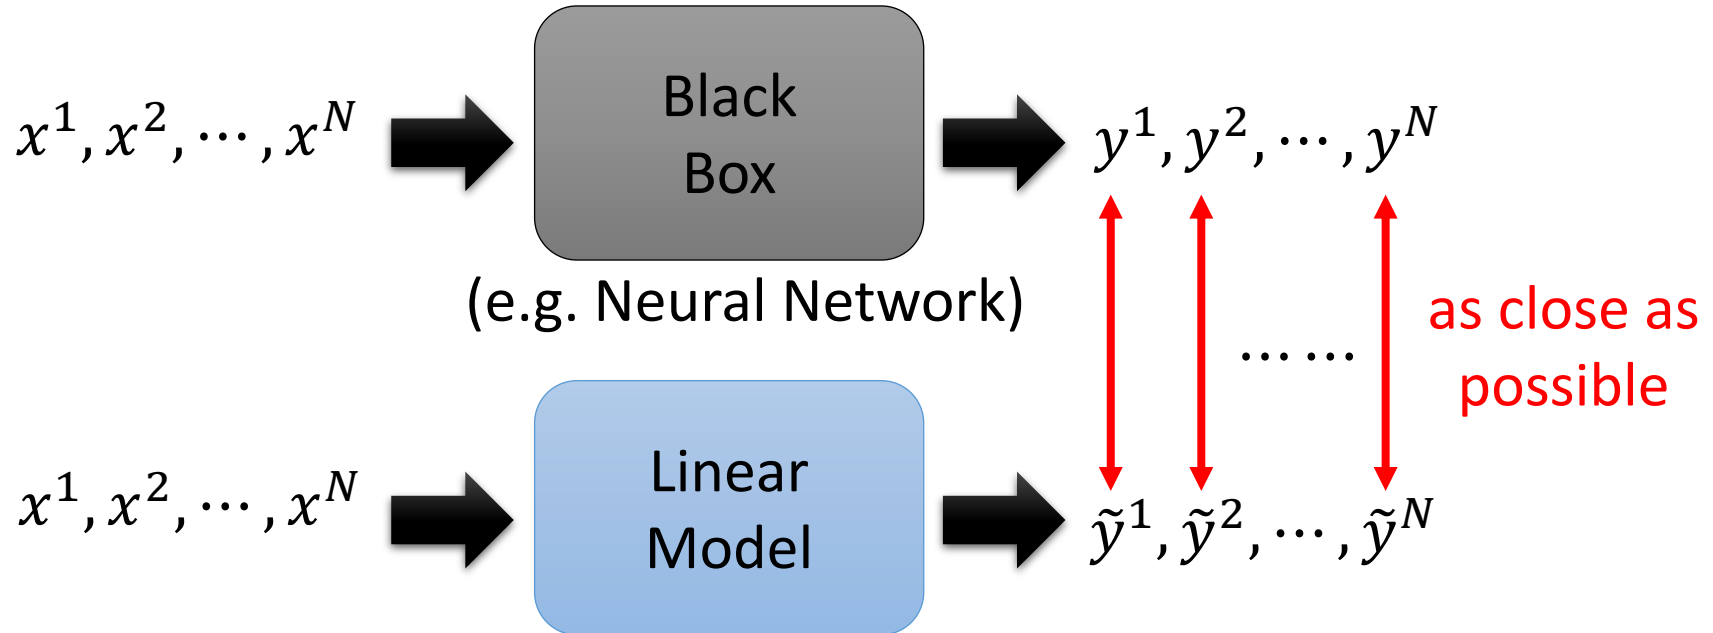 x¹, x², ⋯, xᴺ
Black
Box
y¹, y², ⋯, yᴺ
(e.g. Neural Network)
as close as
possible
⋯⋯
x¹, x², ⋯, xᴺ
Linear
Model
ỹ¹, ỹ², ⋯, ỹᴺ